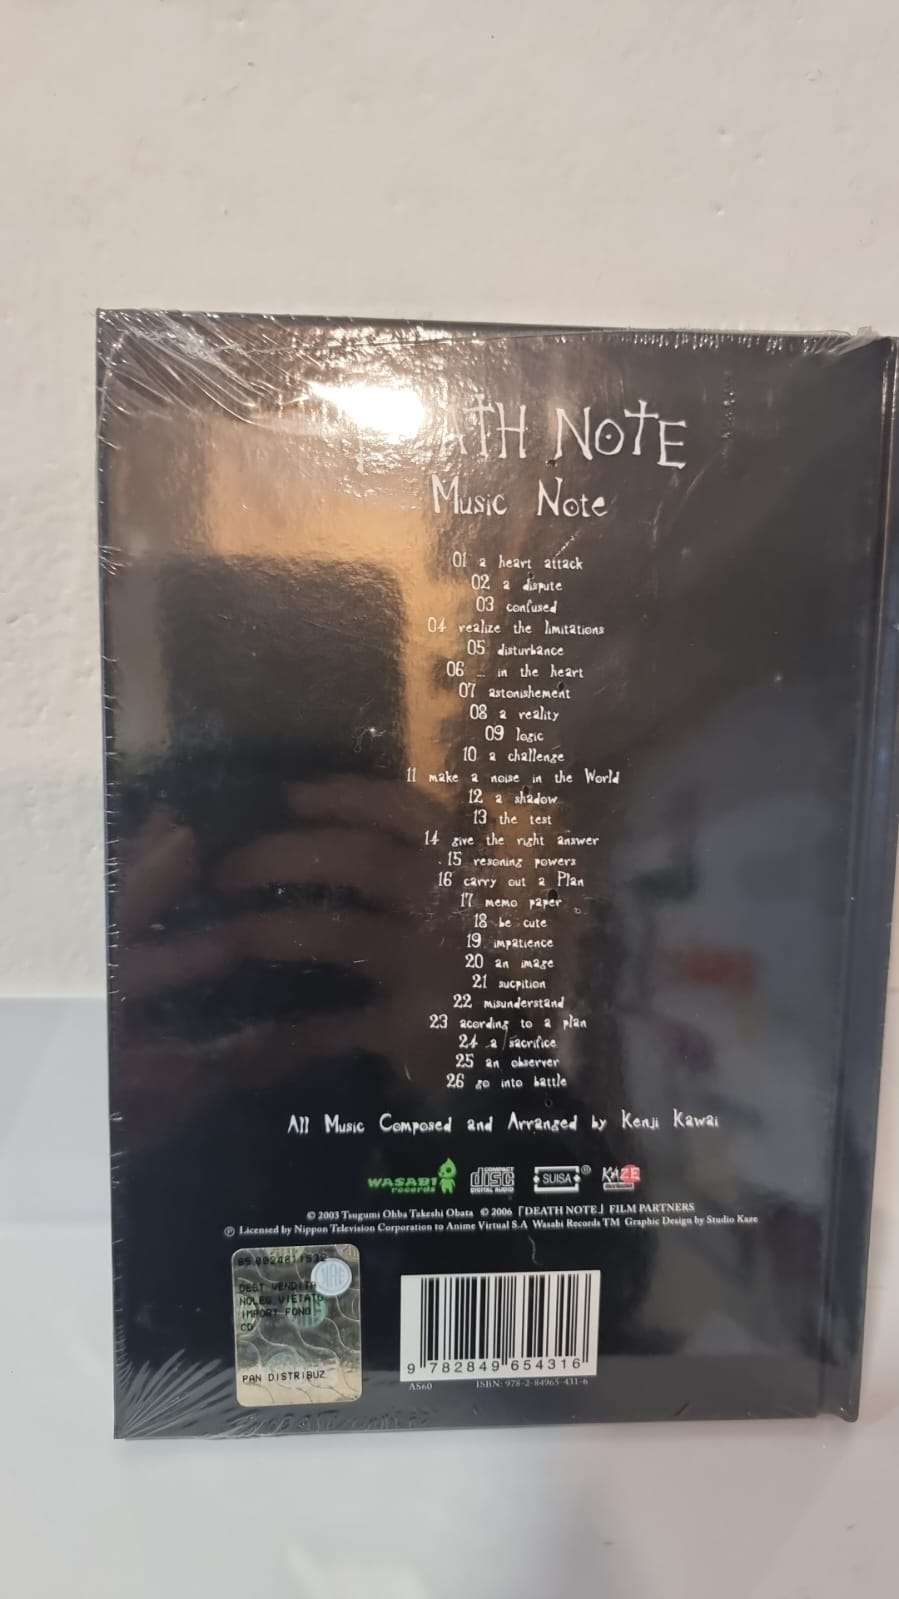 DEATH NOTE
Music Note
01 a heart attack
02 a dispute
03 confused
04 realize the limitations
05 disturbance
06 ... in the heart
07 astonishement
08 a reality
09 logic
10 a challenge
11 make a noise in the World
12 a shadow
13 the test
14 give the right answer
15 resoning powers
16 carry out a Plan
17 memo paper
18 be cute
19 impatience
20 an image
21 sucpition
22 misunderstand
23 acording to a plan
24 a sacrifice
25 an observer
26 go into battle
All Music Composed and Arranged by Kenji Kawai
WASABI records
COMPACT disc DIGITAL AUDIO
SUISA ®
KAZE
© 2003 Tsugumi Ohba Takeshi Obata © 2006 「DEATH NOTE」 FILM PARTNERS
℗ Licensed by Nippon Television Corporation to Anime Virtual S.A Wasabi Records TM Graphic Design by Studio Kaze
DEST VENDITA
NOLEG VIETATO
IMPORT FONO
CD
PAN DISTRIBUZ
9 782849 654316
AS60 ISBN: 978-2-84965-431-6